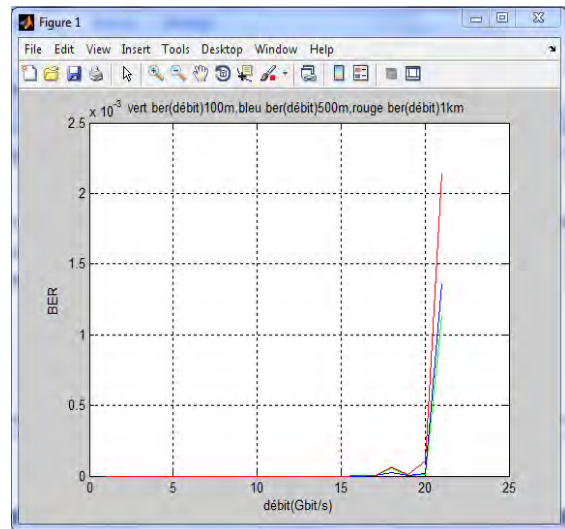 Figure 1
File Edit View Insert Tools Desktop Window Help
x 10-3 vert ber(débit)100m,bleu ber(débit)500m,rouge ber(débit)1km
2.5
2
1.5
1
0.5
0
BER
0 5 10 15 20 25
débit(Gbit/s)